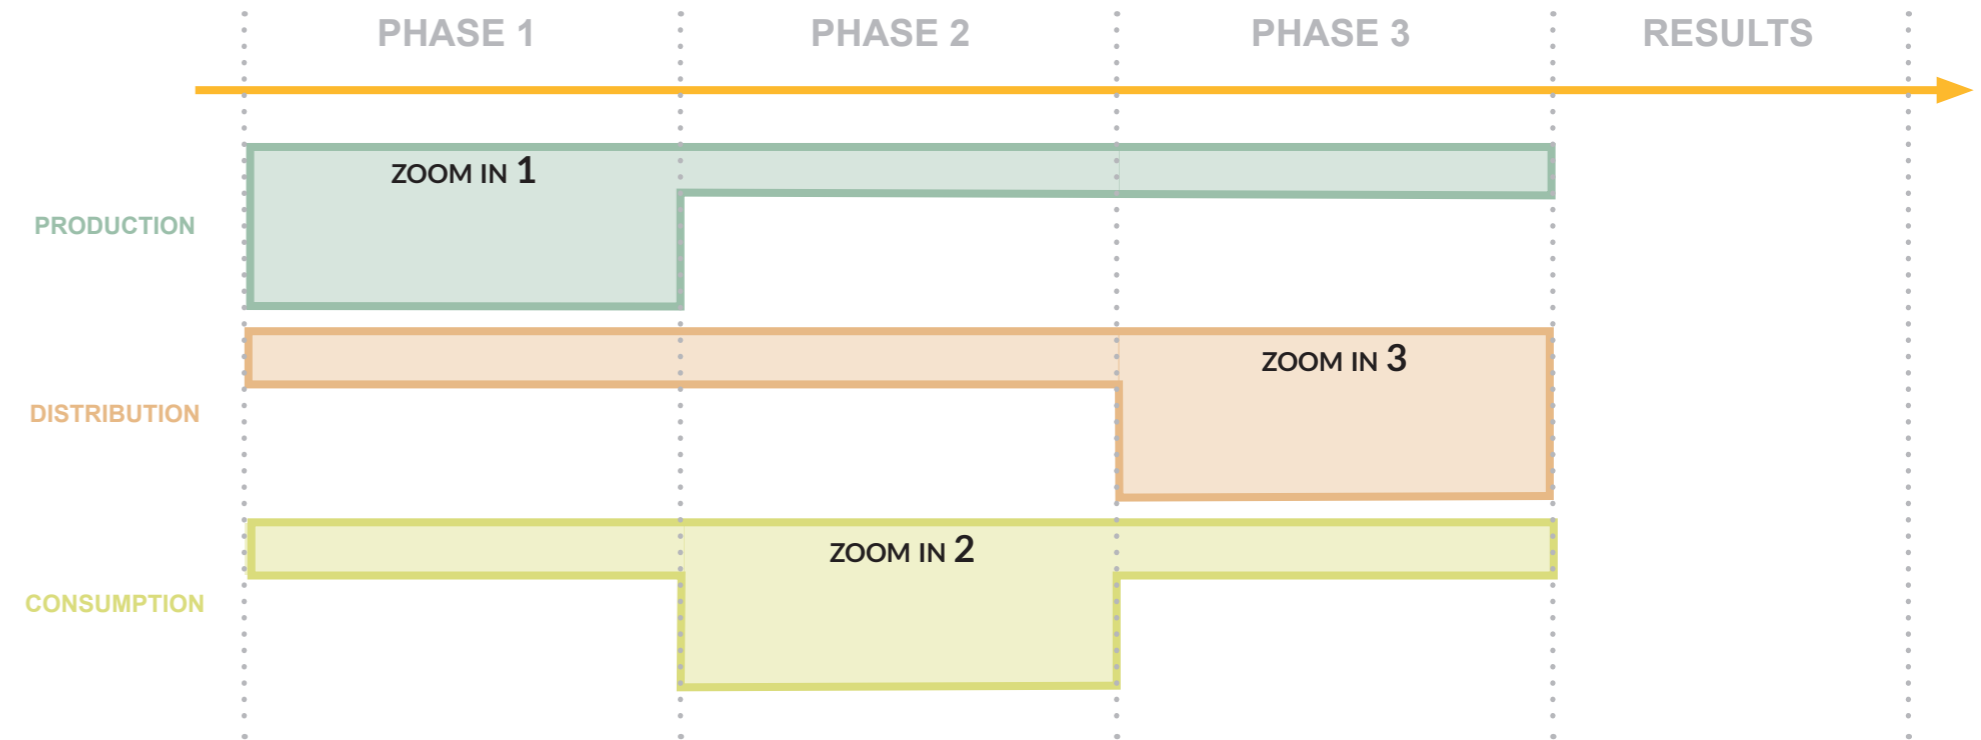 PHASE 1
PHASE 2
PHASE 3
RESULTS
ZOOM IN 1
PRODUCTION
ZOOM IN 3
DISTRIBUTION
ZOOM IN 2
CONSUMPTION